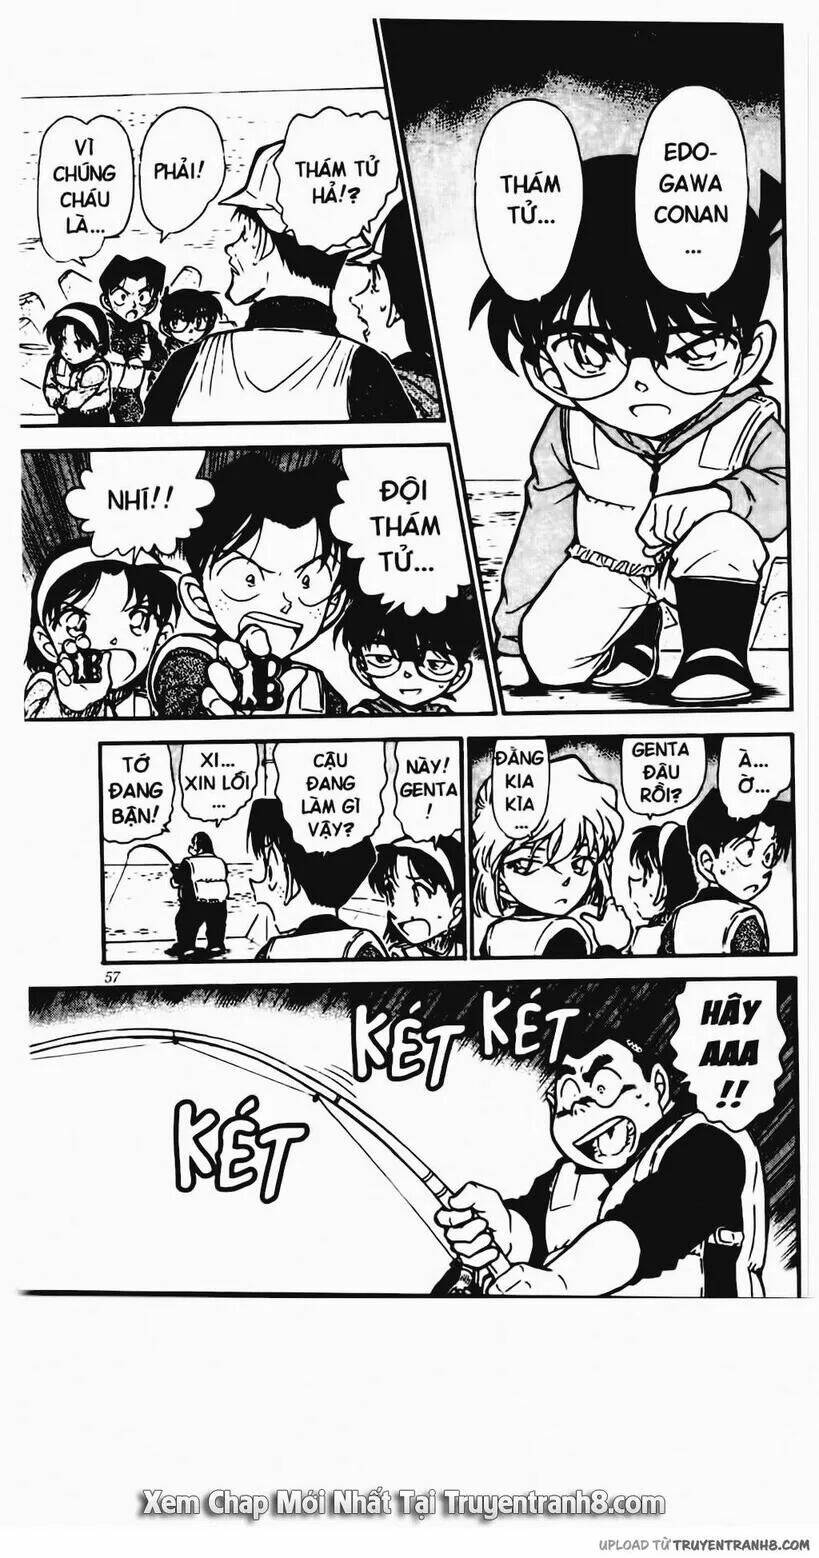 EDO-
GAWA
CONAN
...
THÁM
TỬ...
THÁM TỬ
HẢ!?
PHẢI!
VÌ
CHÚNG
CHÁU
LÀ...
ĐỘI
THÁM
TỬ...
NHÍ!!
À...
Ờ...
GENTA
ĐÂU
RỒI?
ĐẰNG
KIA
KÌA
...
NÀY!
GENTA
!
CẬU
ĐANG
LÀM GÌ
VẬY?
XI...
XIN LỖI
...
TỚ
ĐANG
BẬN!
57
HÂY
AAA
!!
KÉT
KÉT
KÉT
Xem Chap Mới Nhất Tại Truyentranh8.com
UPLOAD TỪ TRUYENTRANH8.COM